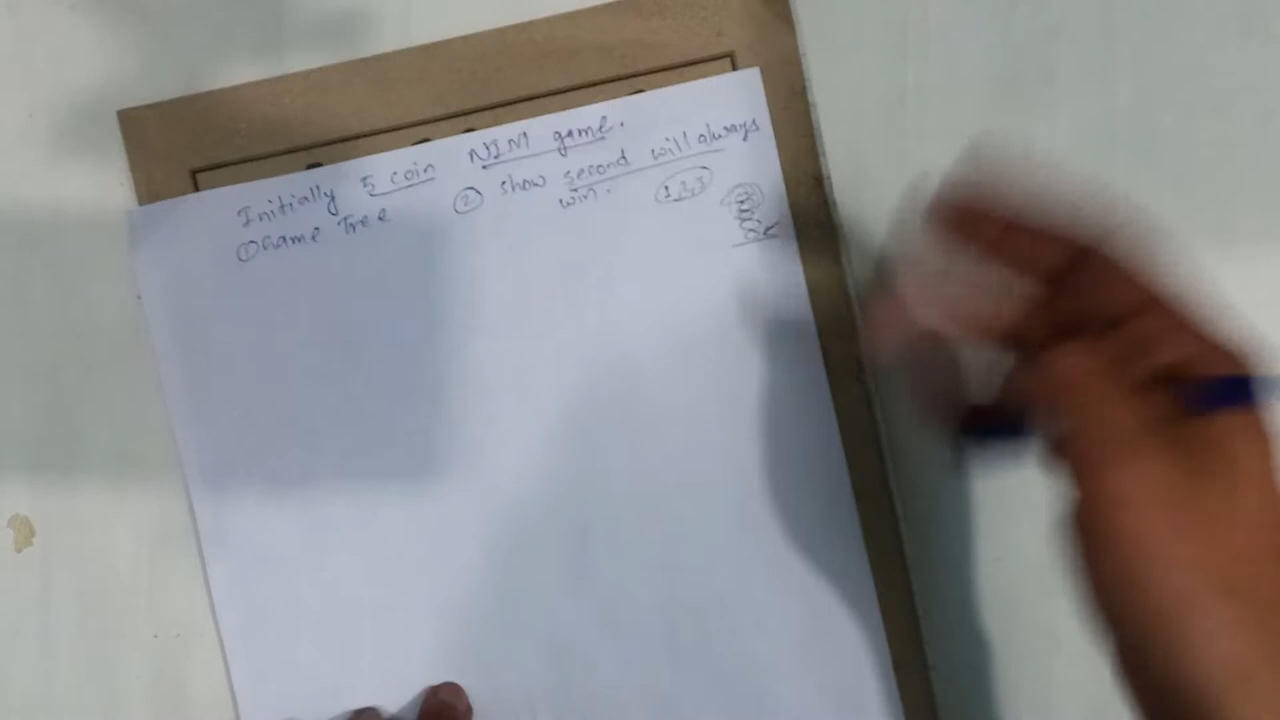 Initially 5 coin NIM game.
① Game Tree ② show second will always
win. 1,2,3